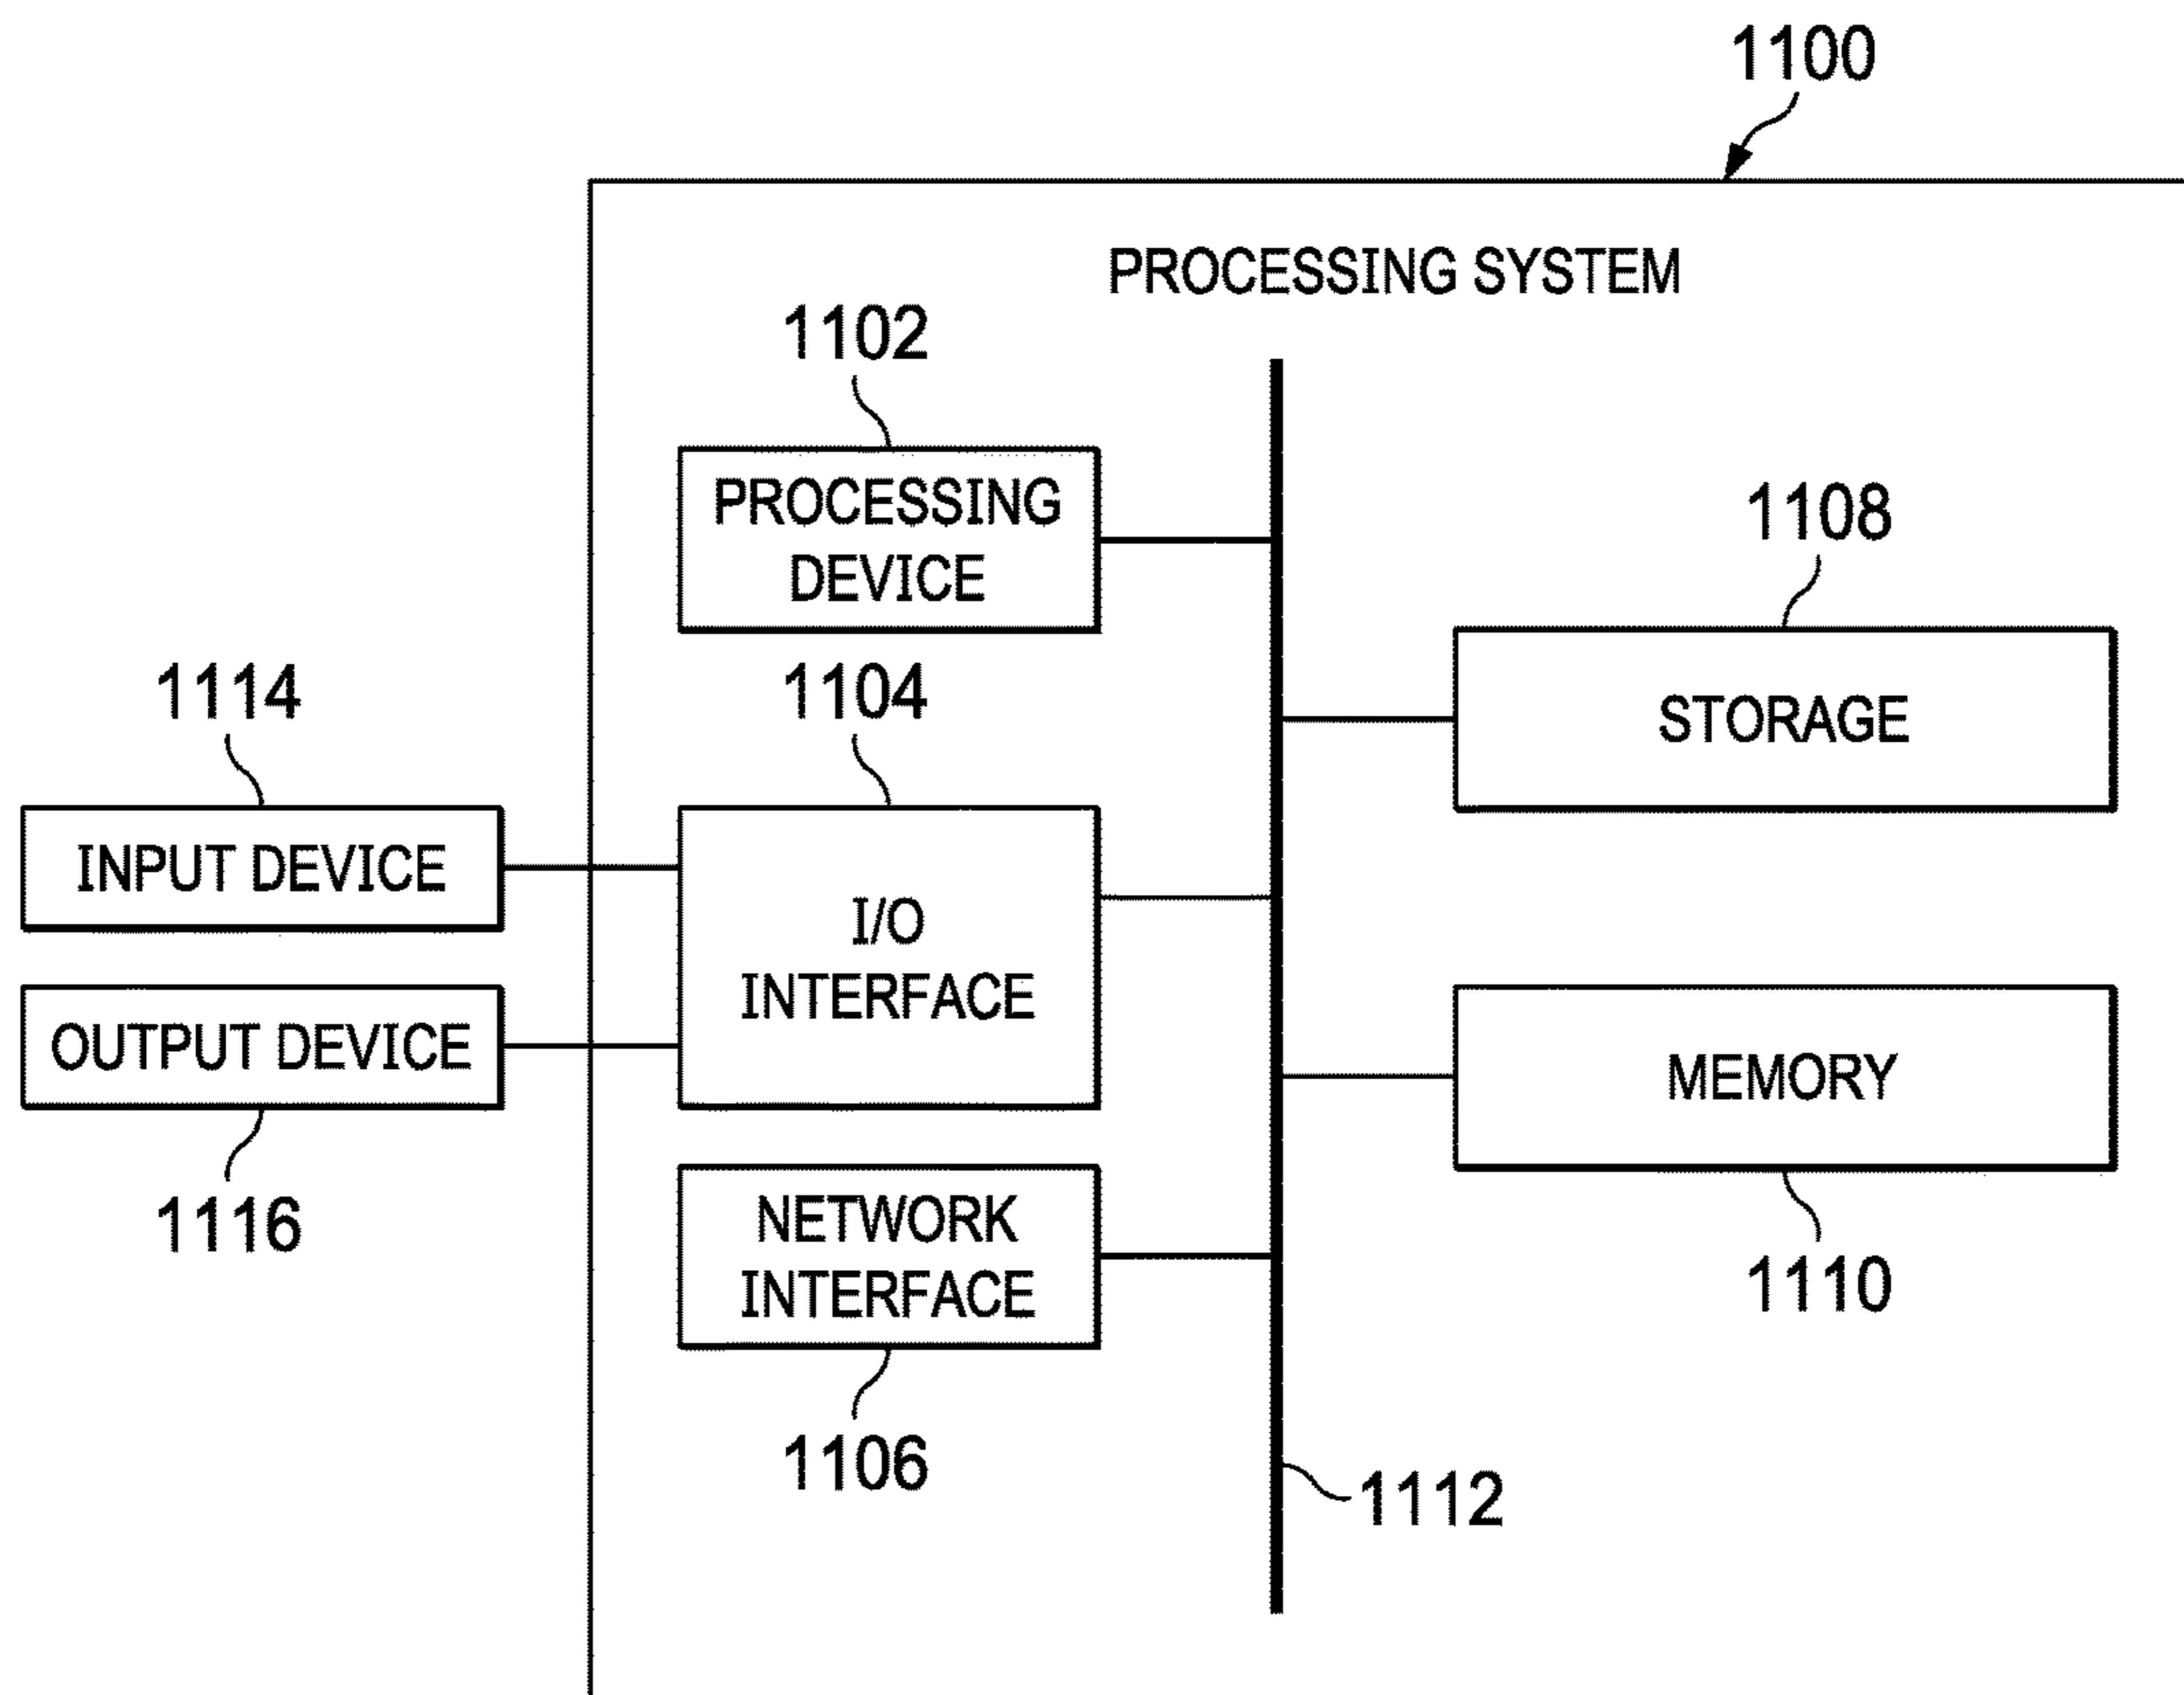 1100
PROCESSING SYSTEM
1102
PROCESSING
DEVICE
1108
STORAGE
1114
INPUT DEVICE
1104
I/O
INTERFACE
OUTPUT DEVICE
1116
MEMORY
1110
NETWORK
INTERFACE
1106
1112